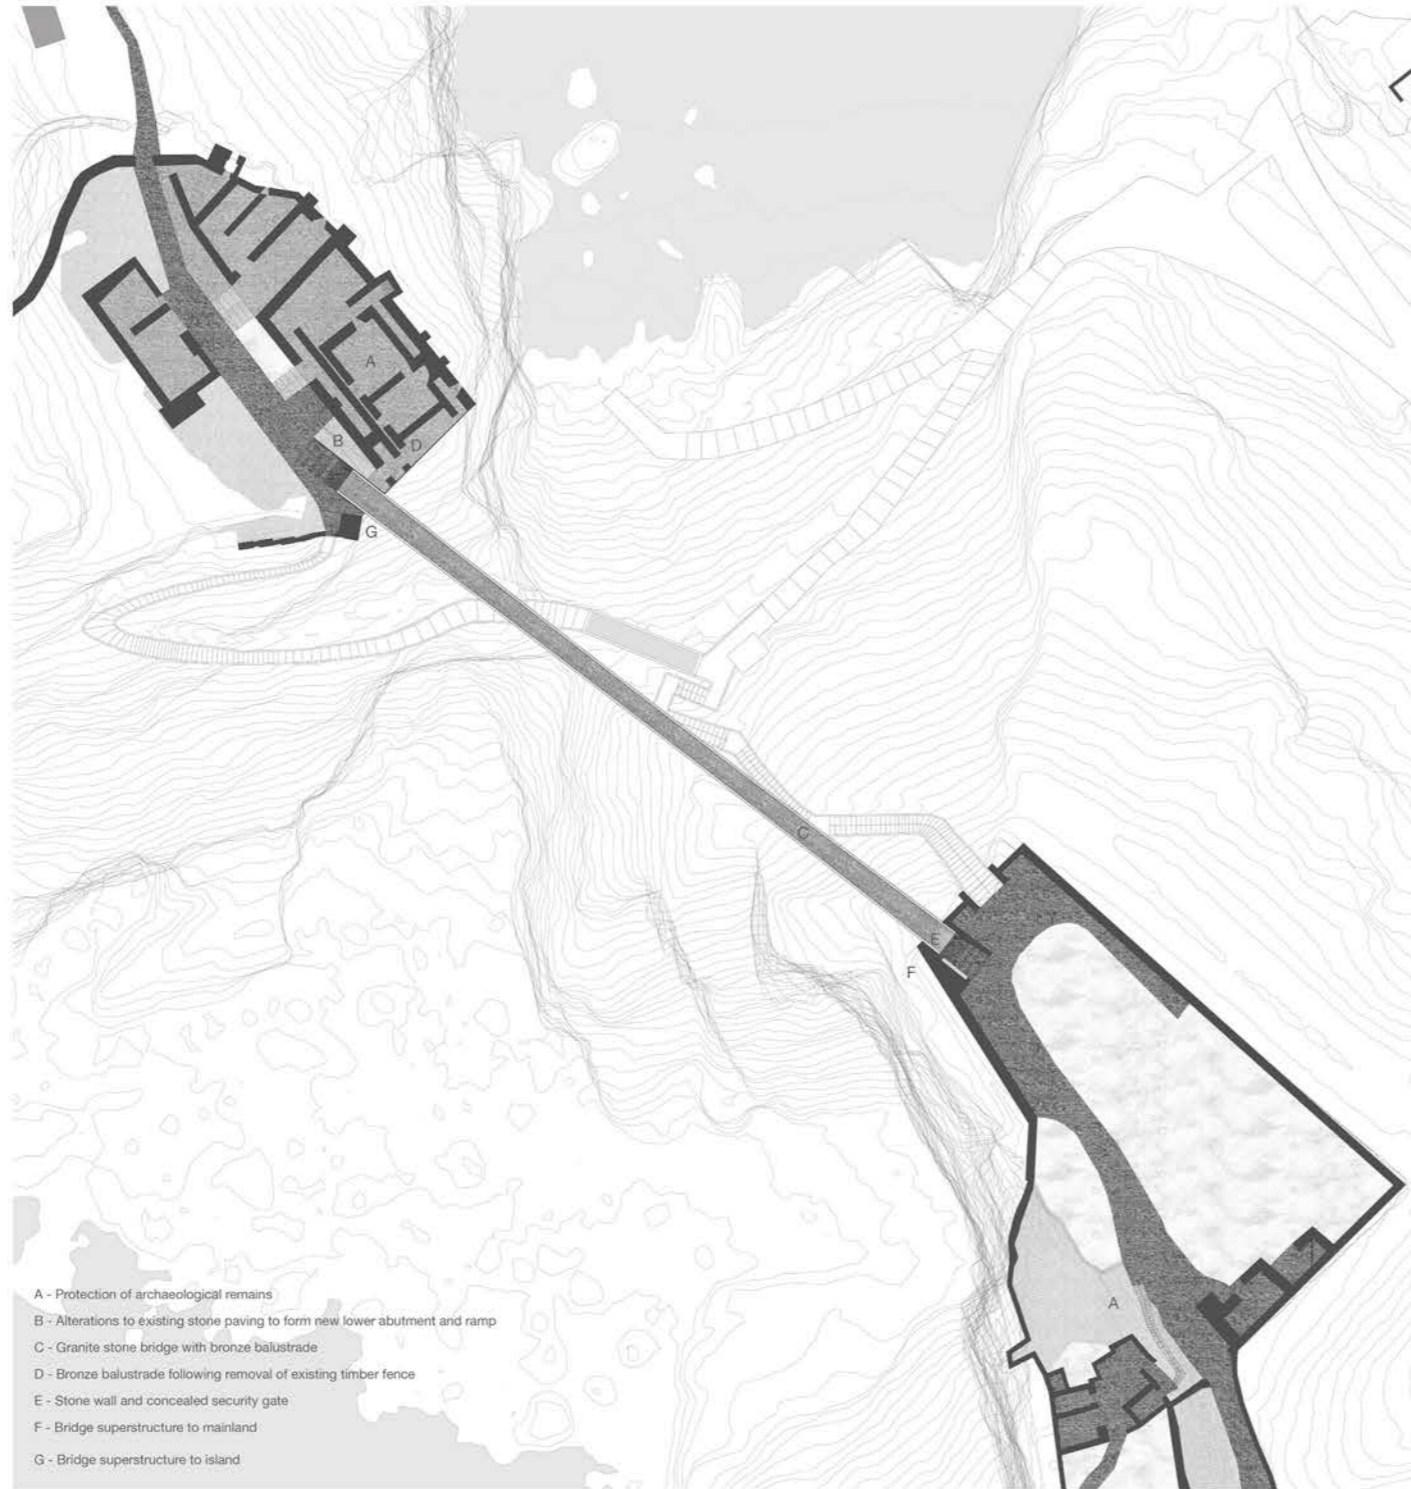 A
B
D
G
C
E
F
A
A - Protection of archaeological remains
B - Alterations to existing stone paving to form new lower abutment and ramp
C - Granite stone bridge with bronze balustrade
D - Bronze balustrade following removal of existing timber fence
E - Stone wall and concealed security gate
F - Bridge superstructure to mainland
G - Bridge superstructure to island